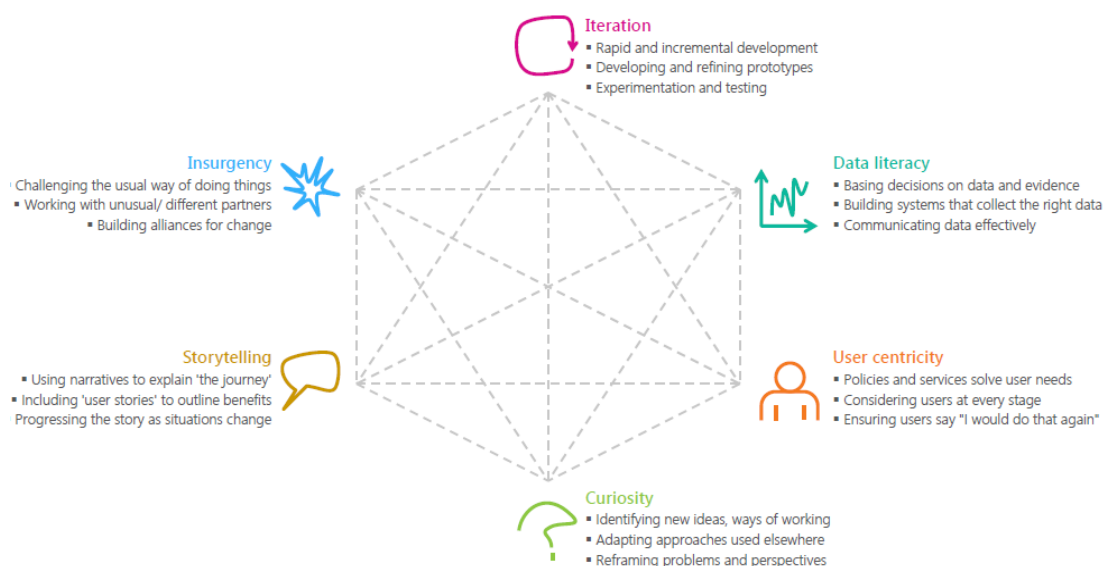 Iteration
▪ Rapid and incremental development
▪ Developing and refining prototypes
▪ Experimentation and testing
Insurgency
Challenging the usual way of doing things
▪ Working with unusual/ different partners
▪ Building alliances for change
Data literacy
▪ Basing decisions on data and evidence
▪ Building systems that collect the right data
▪ Communicating data effectively
Storytelling
▪ Using narratives to explain 'the journey'
▪ Including 'user stories' to outline benefits
Progressing the story as situations change
User centricity
▪ Policies and services solve user needs
▪ Considering users at every stage
▪ Ensuring users say "I would do that again"
Curiosity
▪ Identifying new ideas, ways of working
▪ Adapting approaches used elsewhere
▪ Reframing problems and perspectives